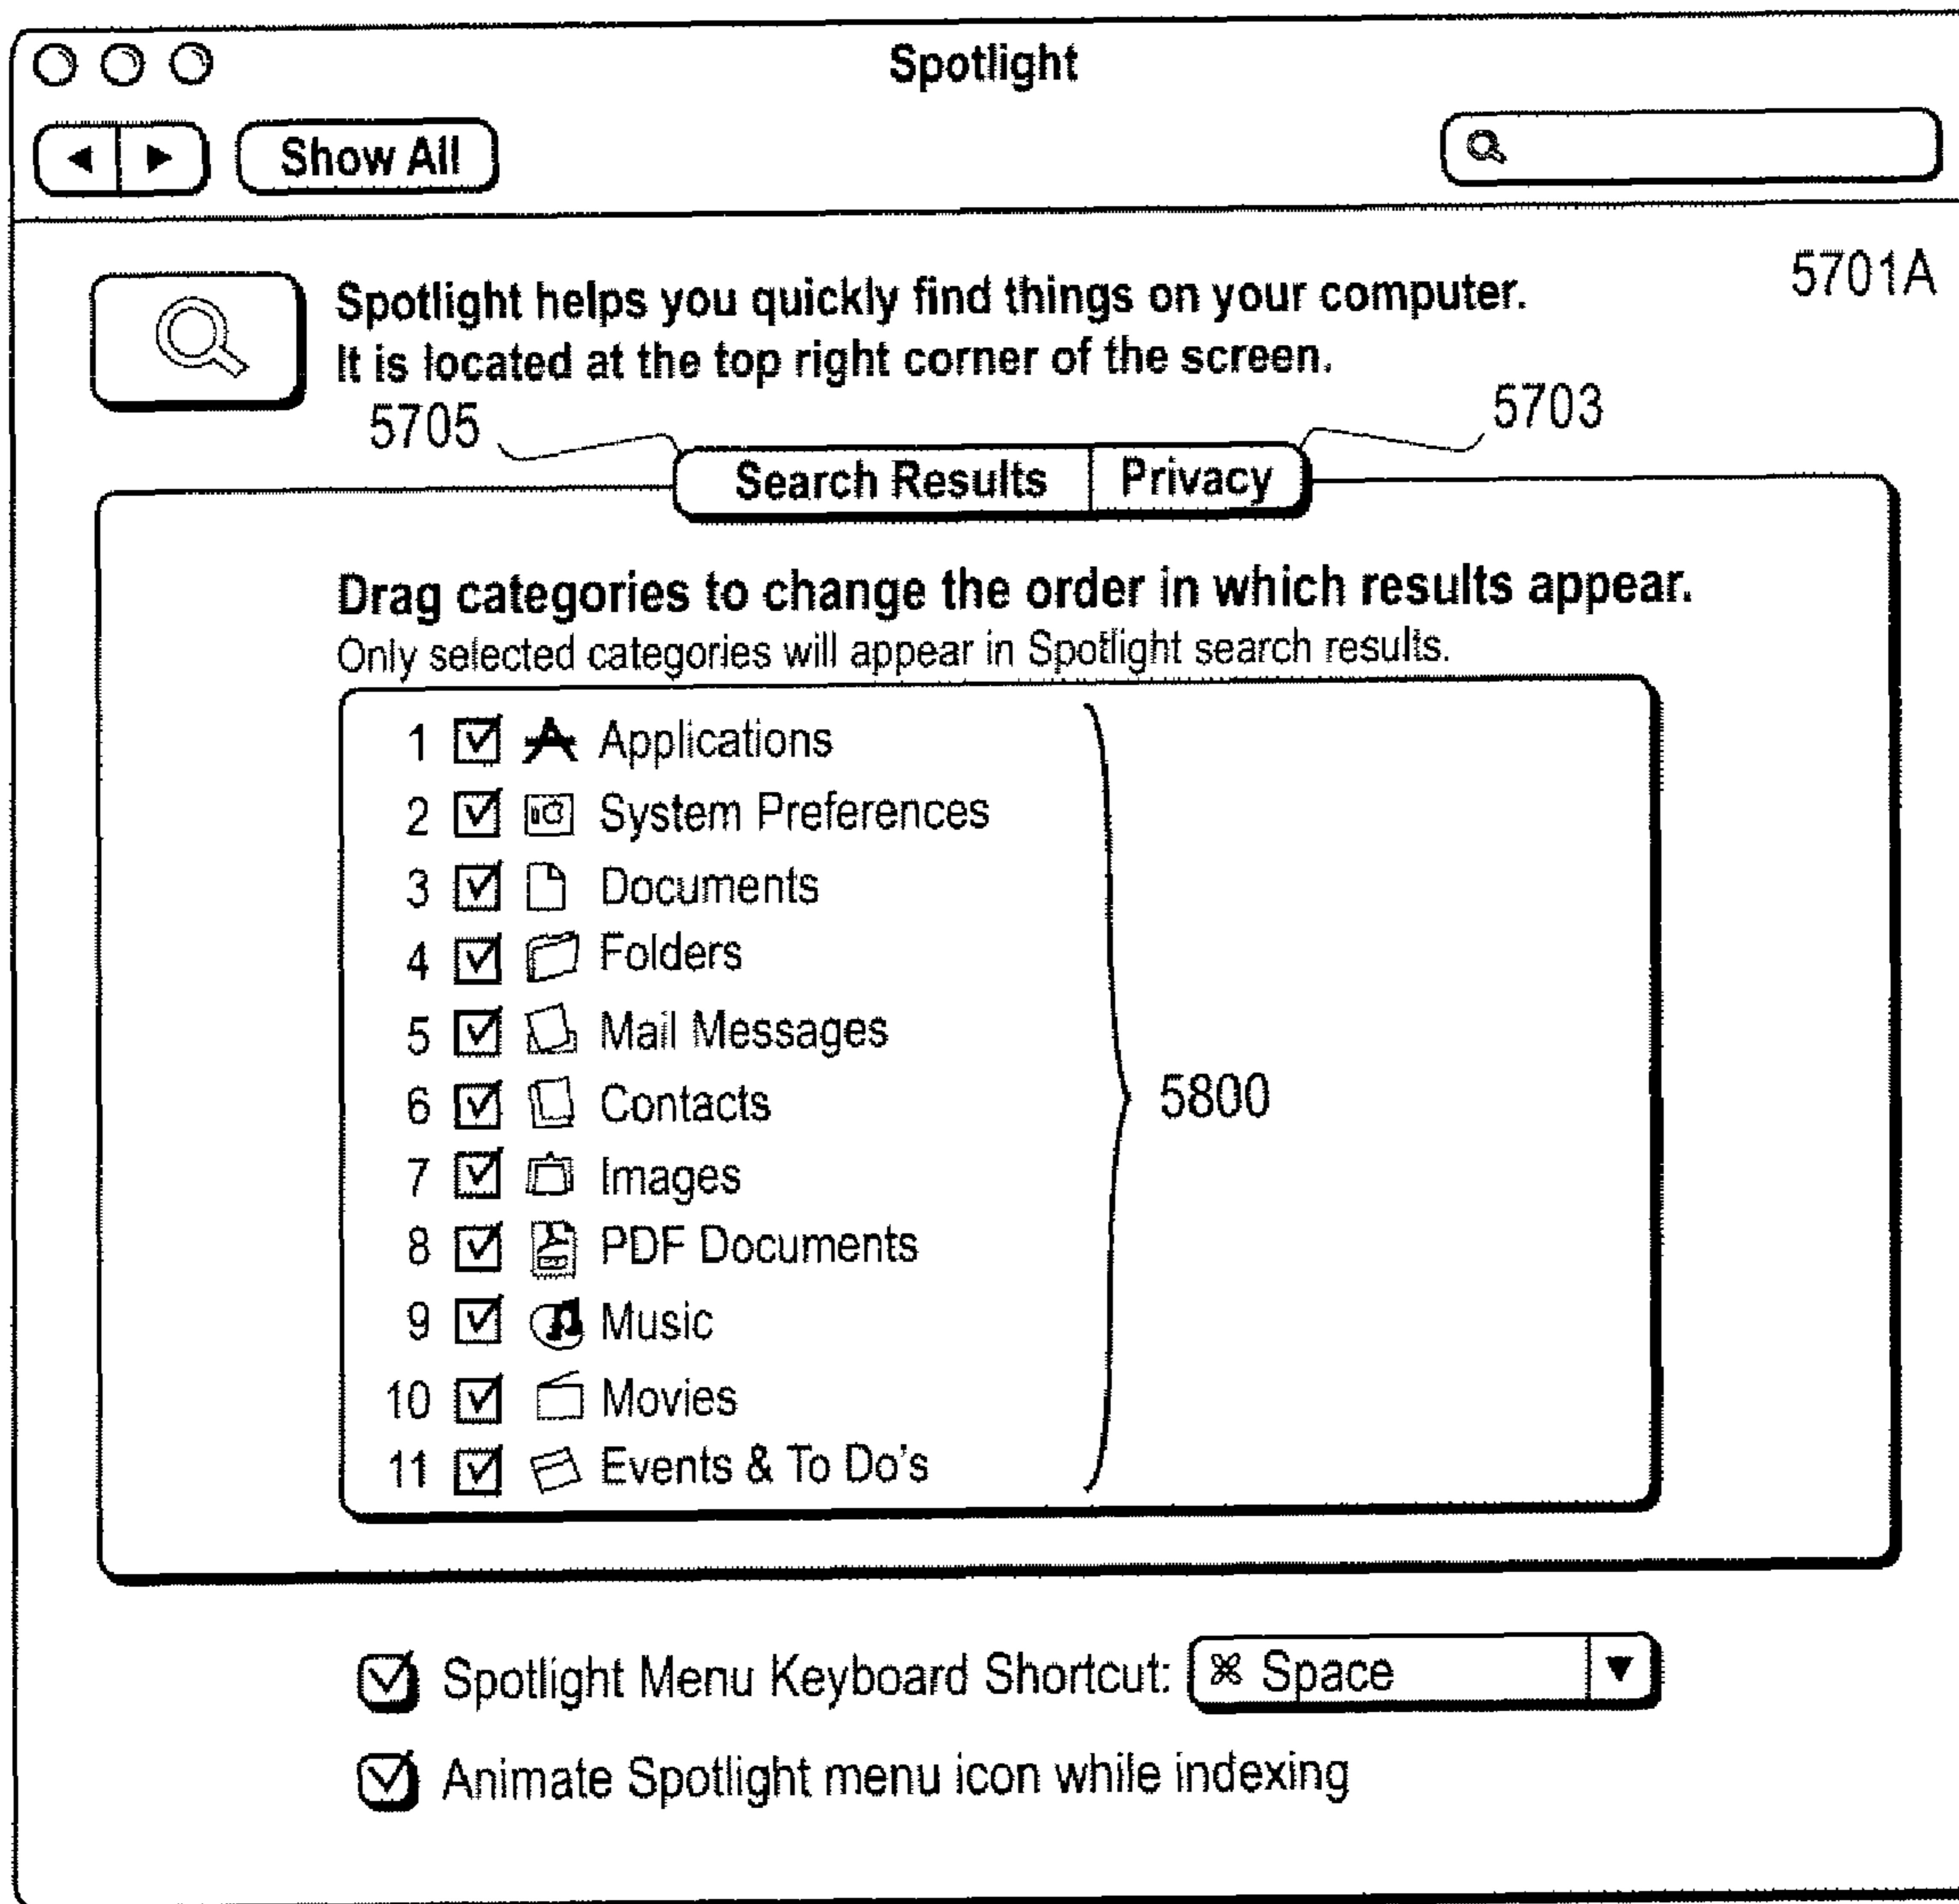 Spotlight
Show All
5701A
Spotlight helps you quickly find things on your computer.
It is located at the top right corner of the screen.
5705
5703
Search Results Privacy
Drag categories to change the order in which results appear.
Only selected categories will appear in Spotlight search results.
1 Applications
2 System Preferences
3 Documents
4 Folders
5 Mail Messages
6 Contacts
7 Images
8 PDF Documents
9 Music
10 Movies
11 Events & To Do's
5800
Spotlight Menu Keyboard Shortcut: ⌘ Space
Animate Spotlight menu icon while indexing